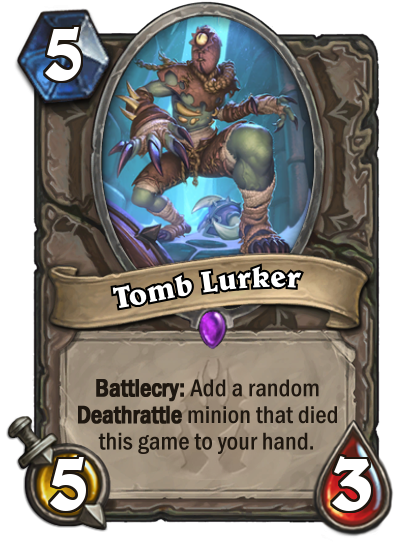 5
Tomb Lurker
Battlecry: Add a random
Deathrattle minion that died
this game to your hand.
5
3